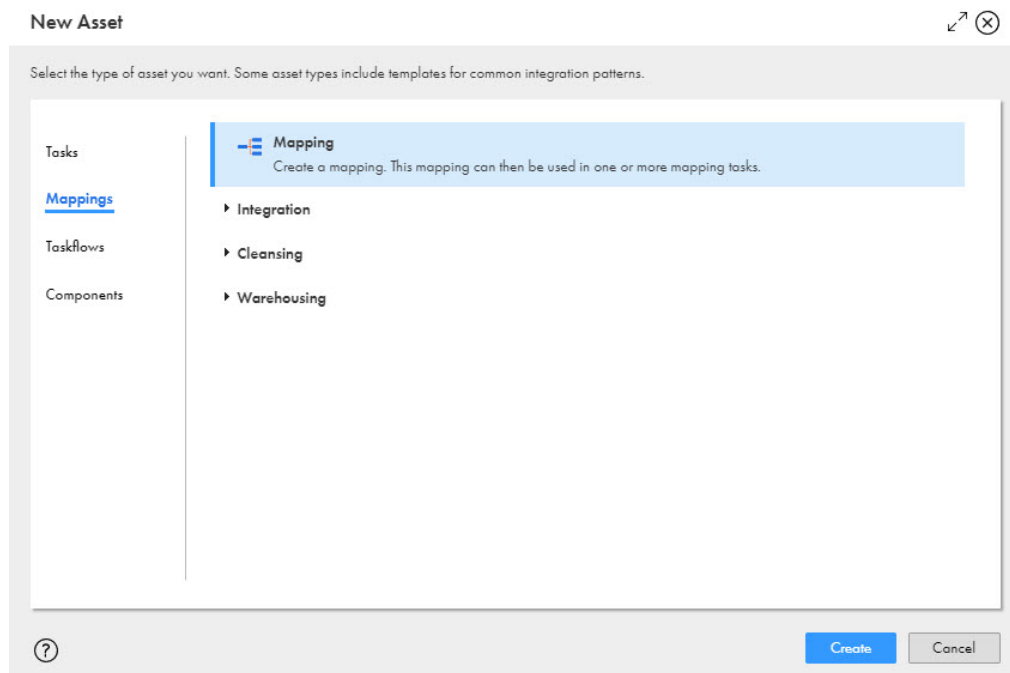 New Asset
Select the type of asset you want. Some asset types include templates for common integration patterns.
Tasks
Mappings
Taskflows
Components
Mapping
Create a mapping. This mapping can then be used in one or more mapping tasks.
Integration
Cleansing
Warehousing
?
Create
Cancel